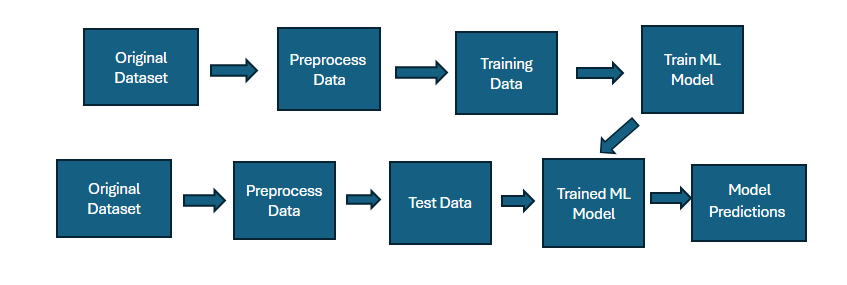 Original
Dataset
Preprocess
Data
Training
Data
Train ML
Model
Original
Dataset
Preprocess
Data
Test Data
Trained ML
Model
Model
Predictions